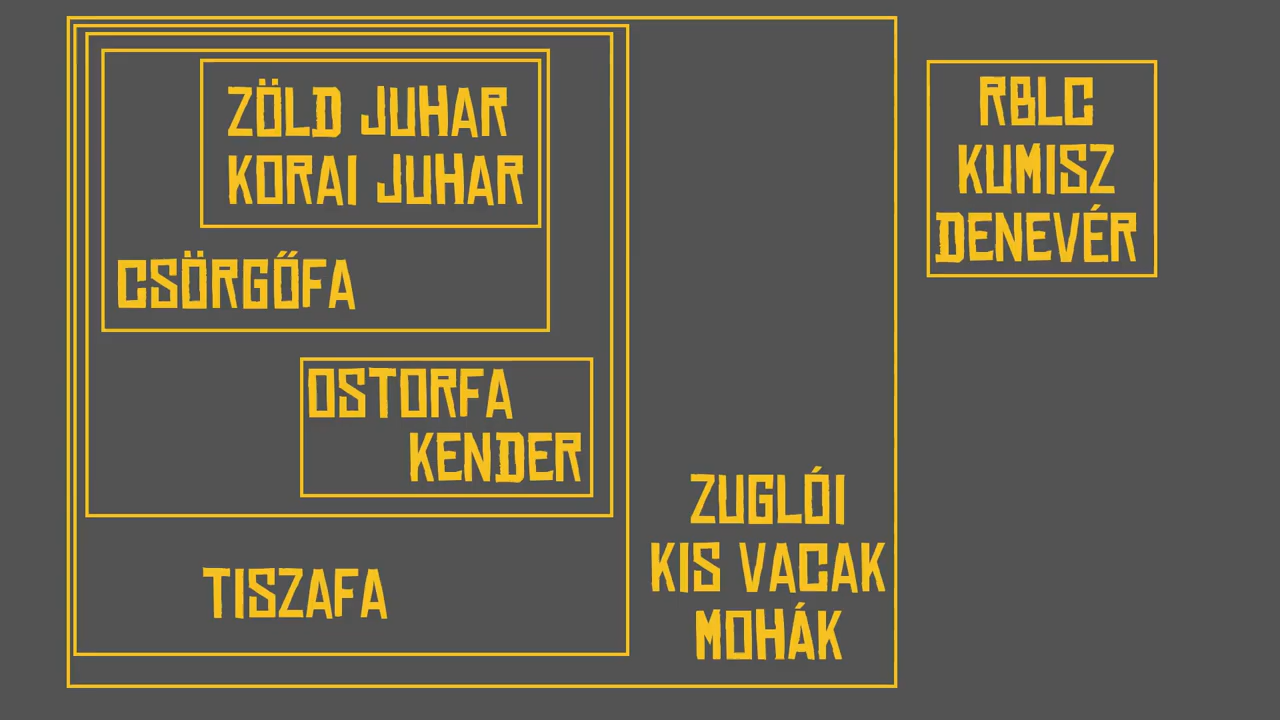 ZÖLD JUHAR
KORAI JUHAR
CSÖRGŐFA
OSTORFA
KENDER
TISZAFA
ZUGLÓI
KIS VACAK
MOHÁK
RBLC
KUMISZ
DENEVÉR